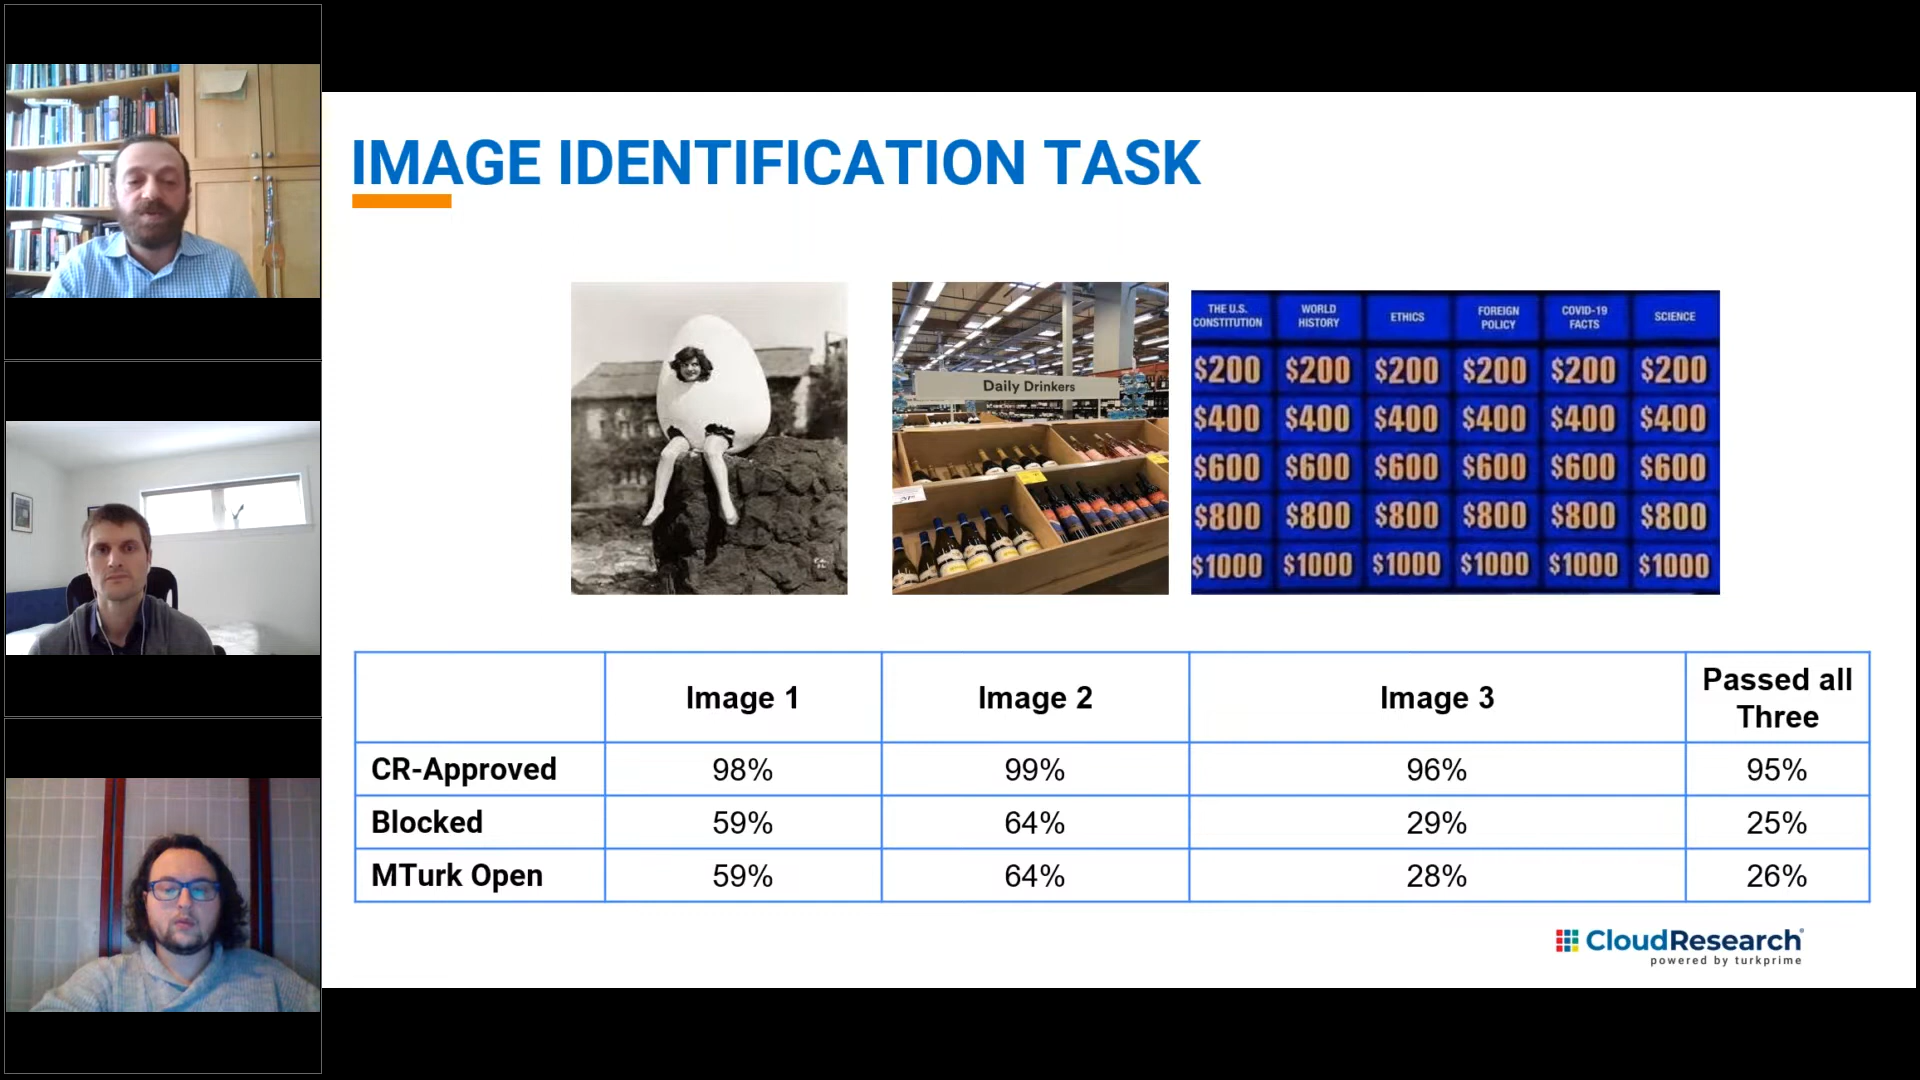 IMAGE IDENTIFICATION TASK
Daily Drinkers
THE U.S. CONSTITUTION WORLD HISTORY ETHICS FOREIGN POLICY COVID-19 FACTS SCIENCE
$200 $200 $200 $200 $200 $200
$400 $400 $400 $400 $400 $400
$600 $600 $600 $600 $600 $600
$800 $800 $800 $800 $800 $800
$1000 $1000 $1000 $1000 $1000 $1000
Image 1 Image 2 Image 3 Passed all Three
CR-Approved 98% 99% 96% 95%
Blocked 59% 64% 29% 25%
MTurk Open 59% 64% 28% 26%
CloudResearch
powered by turkprime